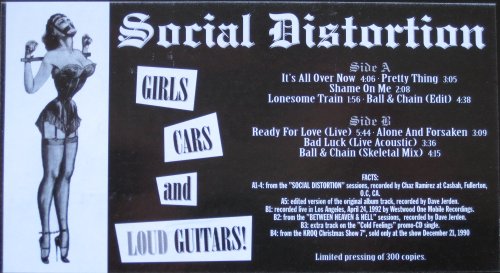 Social Distortion
GIRLS
CARS
and
LOUD GUITARS!
Side A
It's All Over Now 4:06 · Pretty Thing 3:05
Shame On Me 2:08
Lonesome Train 1:56 · Ball & Chain (Edit) 4:38
Side B
Ready For Love (Live) 5:44 · Alone And Forsaken 3:09
Bad Luck (Live Acoustic) 3:36
Ball & Chain (Skeletal Mix) 4:15
FACTS:
A1-4: from the "SOCIAL DISTORTION" sessions, recorded by Chaz Ramirez at Casbah, Fullerton,
O.C, CA.
A5: edited version of the original album track, recorded by Dave Jerden.
B1: recorded live in Los Angeles, April 24, 1992 by Westwood One Mobile Recordings.
B2: from the "BETWEEN HEAVEN & HELL" sessions, recorded by Dave Jerden.
B3: extra track on the "Cold Feelings" promo-CD single.
B4: from the KROQ Christmas Show ?", sold only at the show December 21, 1990
Limited pressing of 300 copies.